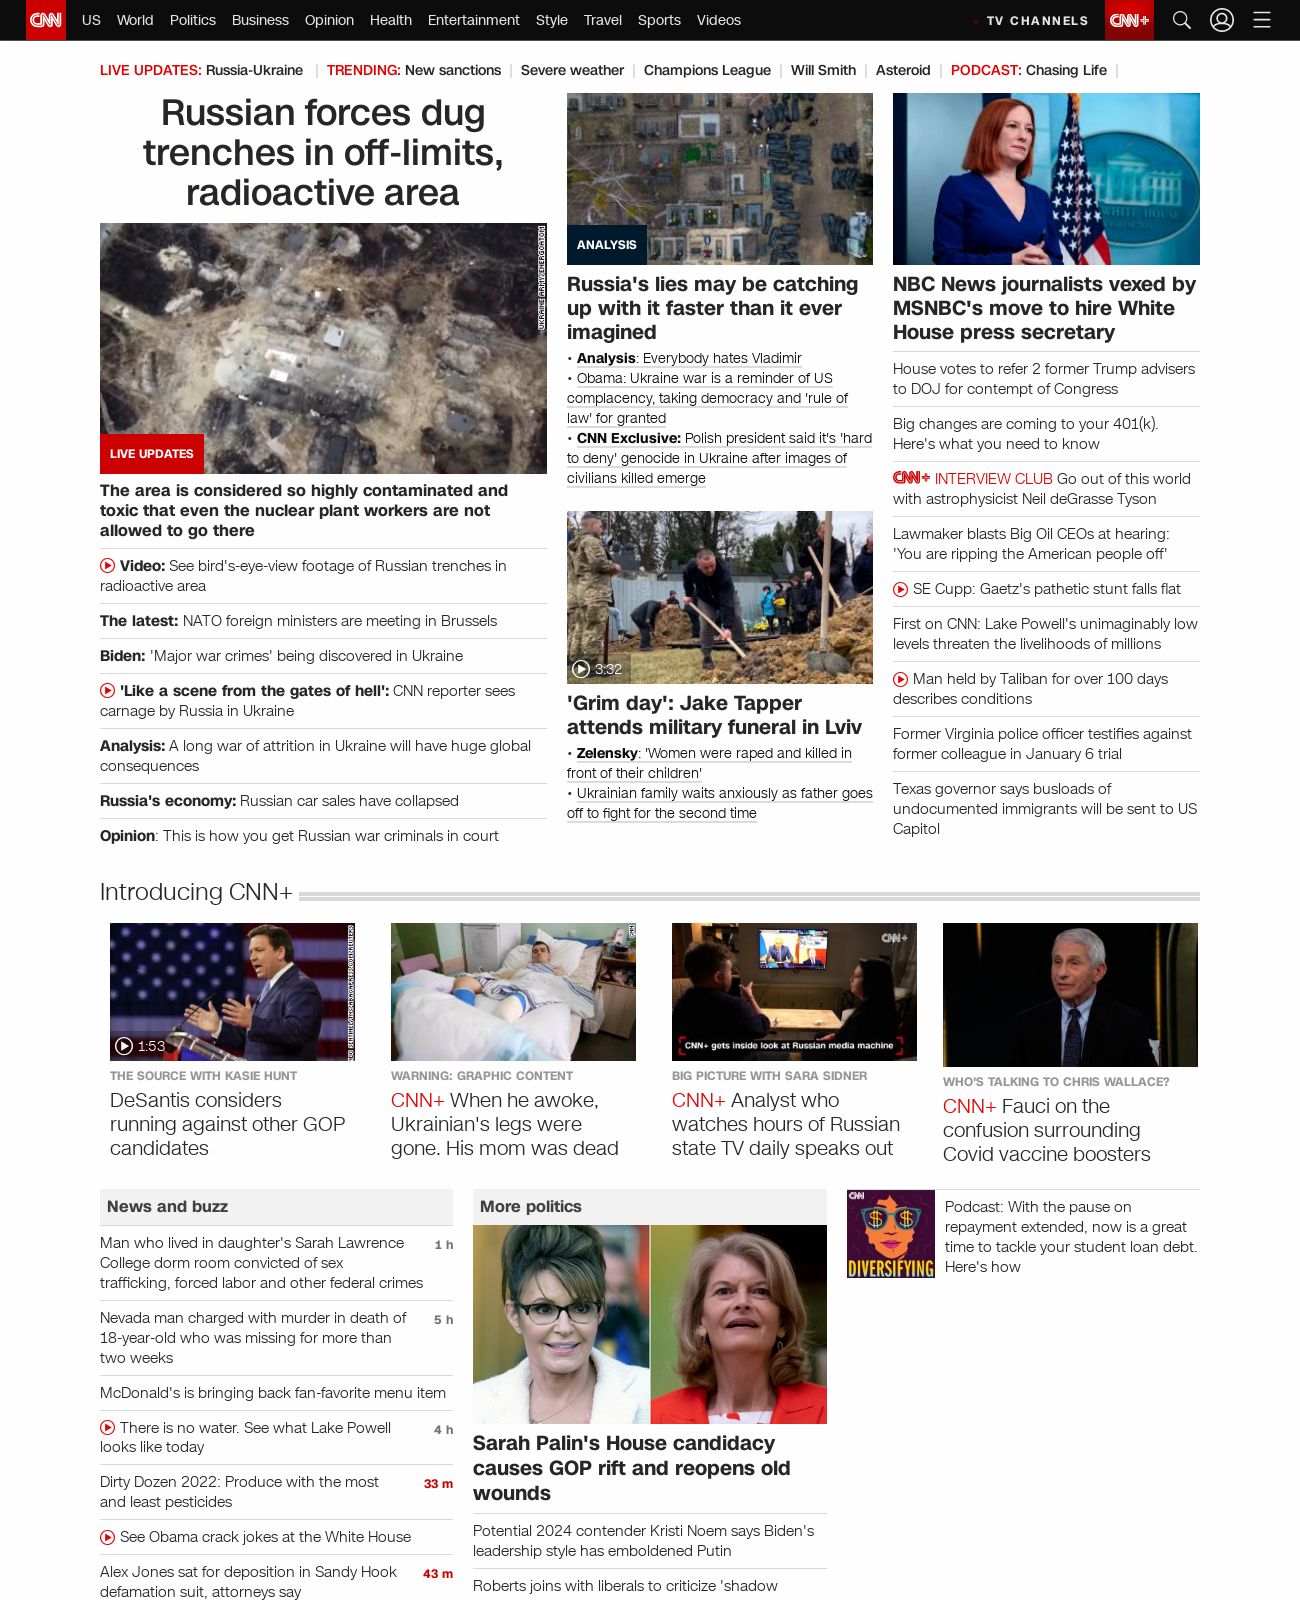 CNN US World Politics Business Opinion Health Entertainment Style Travel Sports Videos TV CHANNELS CNN+
LIVE UPDATES: Russia-Ukraine TRENDING: New sanctions Severe weather Champions League Will Smith Asteroid PODCAST: Chasing Life
Russian forces dug
trenches in off-limits,
radioactive area
UKRAINE ARMY/ENERGOATOM
LIVE UPDATES
The area is considered so highly contaminated and
toxic that even the nuclear plant workers are not
allowed to go there
Video: See bird's-eye-view footage of Russian trenches in
radioactive area
The latest: NATO foreign ministers are meeting in Brussels
Biden: 'Major war crimes' being discovered in Ukraine
'Like a scene from the gates of hell': CNN reporter sees
carnage by Russia in Ukraine
Analysis: A long war of attrition in Ukraine will have huge global
consequences
Russia's economy: Russian car sales have collapsed
Opinion: This is how you get Russian war criminals in court
ANALYSIS
Russia's lies may be catching
up with it faster than it ever
imagined
• Analysis: Everybody hates Vladimir
• Obama: Ukraine war is a reminder of US
complacency, taking democracy and 'rule of
law' for granted
• CNN Exclusive: Polish president said it's 'hard
to deny' genocide in Ukraine after images of
civilians killed emerge
3:32
'Grim day': Jake Tapper
attends military funeral in Lviv
• Zelensky: 'Women were raped and killed in
front of their children'
• Ukrainian family waits anxiously as father goes
off to fight for the second time
THE WHITE HOUSE
WASHINGTON
NBC News journalists vexed by
MSNBC's move to hire White
House press secretary
House votes to refer 2 former Trump advisers
to DOJ for contempt of Congress
Big changes are coming to your 401(k).
Here's what you need to know
CNN+ INTERVIEW CLUB Go out of this world
with astrophysicist Neil deGrasse Tyson
Lawmaker blasts Big Oil CEOs at hearing:
'You are ripping the American people off'
SE Cupp: Gaetz's pathetic stunt falls flat
First on CNN: Lake Powell's unimaginably low
levels threaten the livelihoods of millions
Man held by Taliban for over 100 days
describes conditions
Former Virginia police officer testifies against
former colleague in January 6 trial
Texas governor says busloads of
undocumented immigrants will be sent to US
Capitol
Introducing CNN+
1:53
THE SOURCE WITH KASIE HUNT
DeSantis considers
running against other GOP
candidates
CNN
WARNING: GRAPHIC CONTENT
CNN+ When he awoke,
Ukrainian's legs were
gone. His mom was dead
CNN+
CNN+ gets inside look at Russian media machine
BIG PICTURE WITH SARA SIDNER
CNN+ Analyst who
watches hours of Russian
state TV daily speaks out
WHO'S TALKING TO CHRIS WALLACE?
CNN+ Fauci on the
confusion surrounding
Covid vaccine boosters
News and buzz
Man who lived in daughter's Sarah Lawrence 1 h
College dorm room convicted of sex
trafficking, forced labor and other federal crimes
Nevada man charged with murder in death of 5 h
18-year-old who was missing for more than
two weeks
McDonald's is bringing back fan-favorite menu item
There is no water. See what Lake Powell 4 h
looks like today
Dirty Dozen 2022: Produce with the most 33 m
and least pesticides
See Obama crack jokes at the White House
Alex Jones sat for deposition in Sandy Hook 43 m
defamation suit, attorneys say
More politics
Sarah Palin's House candidacy
causes GOP rift and reopens old
wounds
Potential 2024 contender Kristi Noem says Biden's
leadership style has emboldened Putin
Roberts joins with liberals to criticize 'shadow
CNN
DIVERSIFYING
Podcast: With the pause on
repayment extended, now is a great
time to tackle your student loan debt.
Here's how